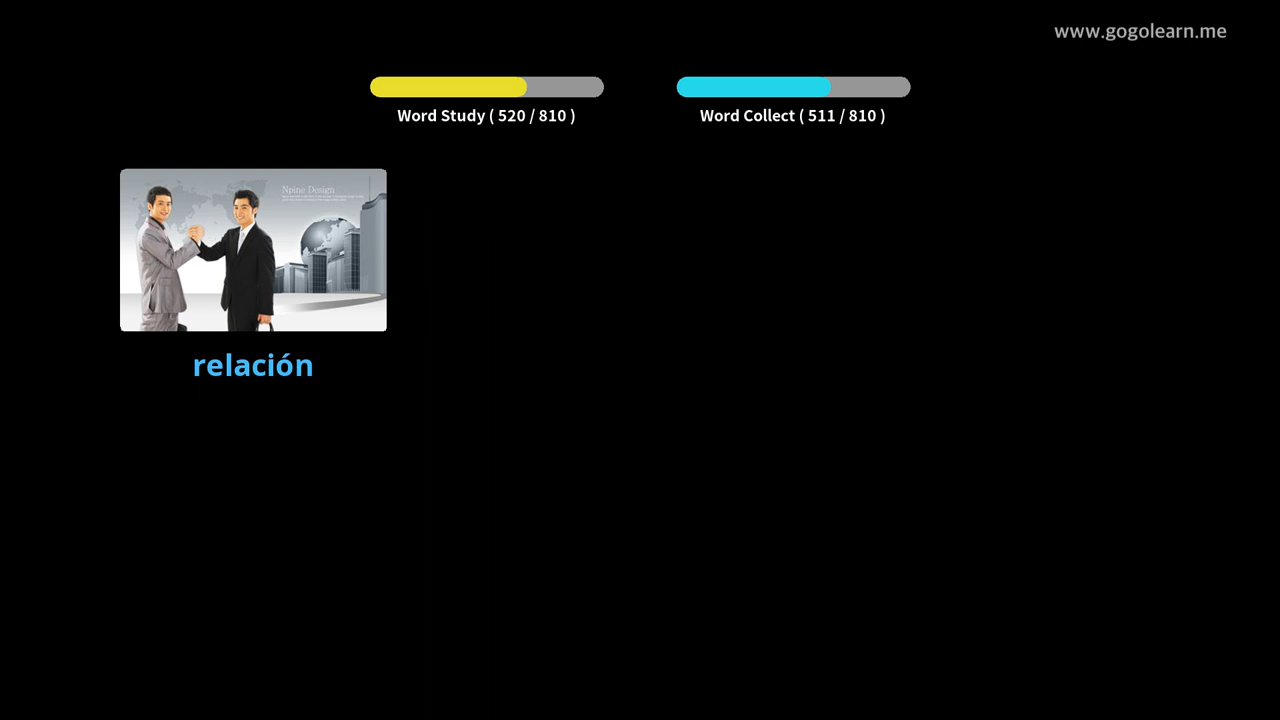 www.gogolearn.me
Word Study ( 520 / 810 )
Word Collect ( 511 / 810 )
Npine Design
relación